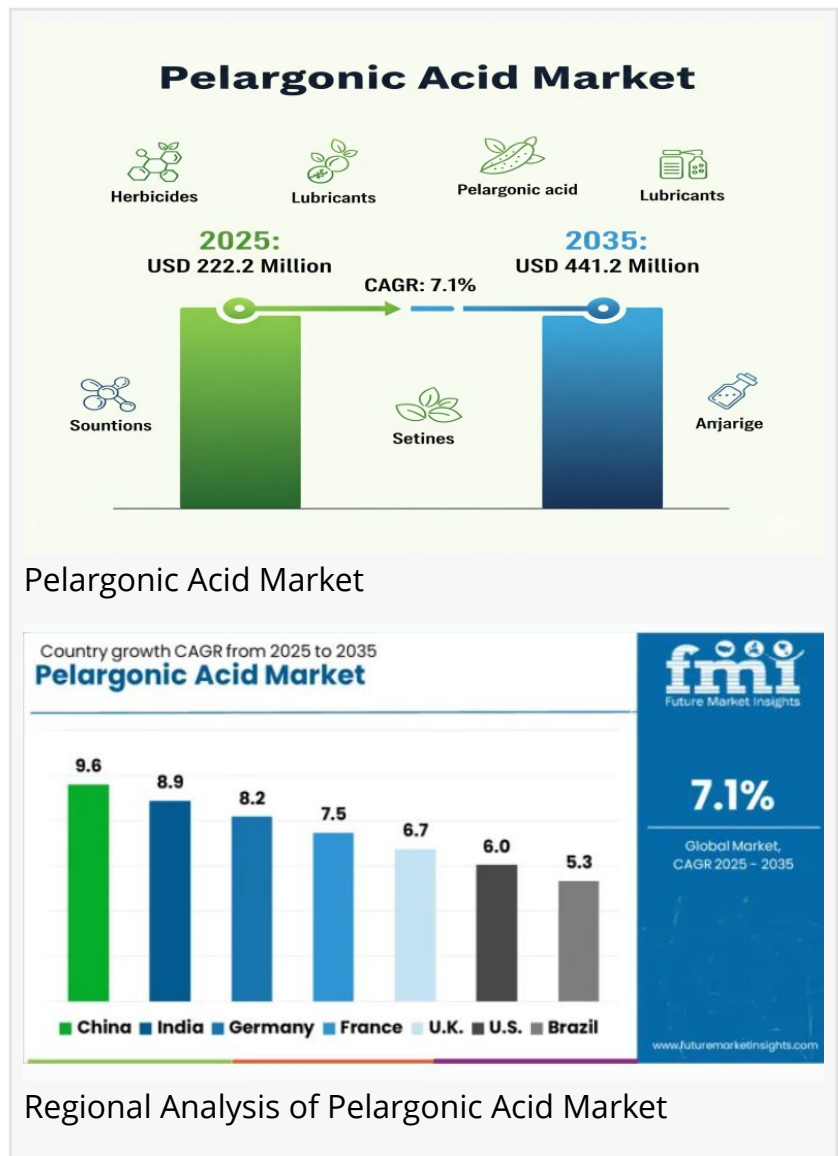 Pelargonic Acid Market
Herbicides
Lubricants
Pelargonic acid
Lubricants
2025:
USD 222.2 Million
2035:
USD 441.2 Million
CAGR: 7.1%
Sountions
Setines
Anjarige
Pelargonic Acid Market
Country growth CAGR from 2025 to 2035
Pelargonic Acid Market
fmi
Future Market Insights
9.6
8.9
8.2
7.5
6.7
6.0
5.3
7.1%
Global Market,
CAGR 2025 - 2035
China India Germany France U.K. U.S. Brazil
www.futuremarketinsights.com
Regional Analysis of Pelargonic Acid Market